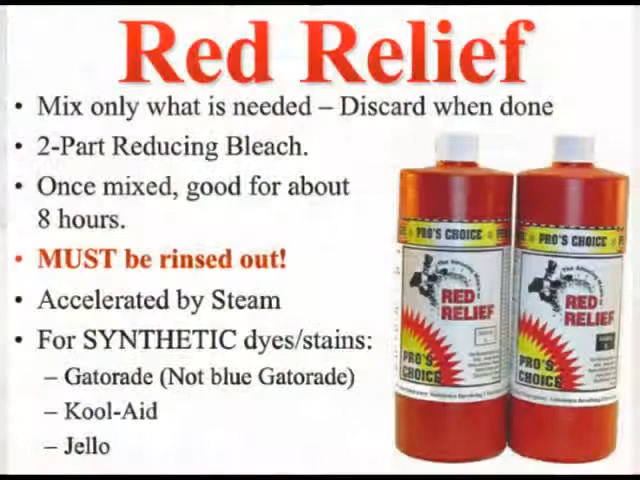 Red Relief
• Mix only what is needed – Discard when done
• 2-Part Reducing Bleach.
• Once mixed, good for about
8 hours.
• MUST be rinsed out!
• Accelerated by Steam
• For SYNTHETIC dyes/stains:
– Gatorade (Not blue Gatorade)
– Kool-Aid
– Jello
PRO'S CHOICE
RED
RELIEF
PRO'S
CHOICE
PRO'S CHOICE
RED
RELIEF
PRO'S
CHOICE